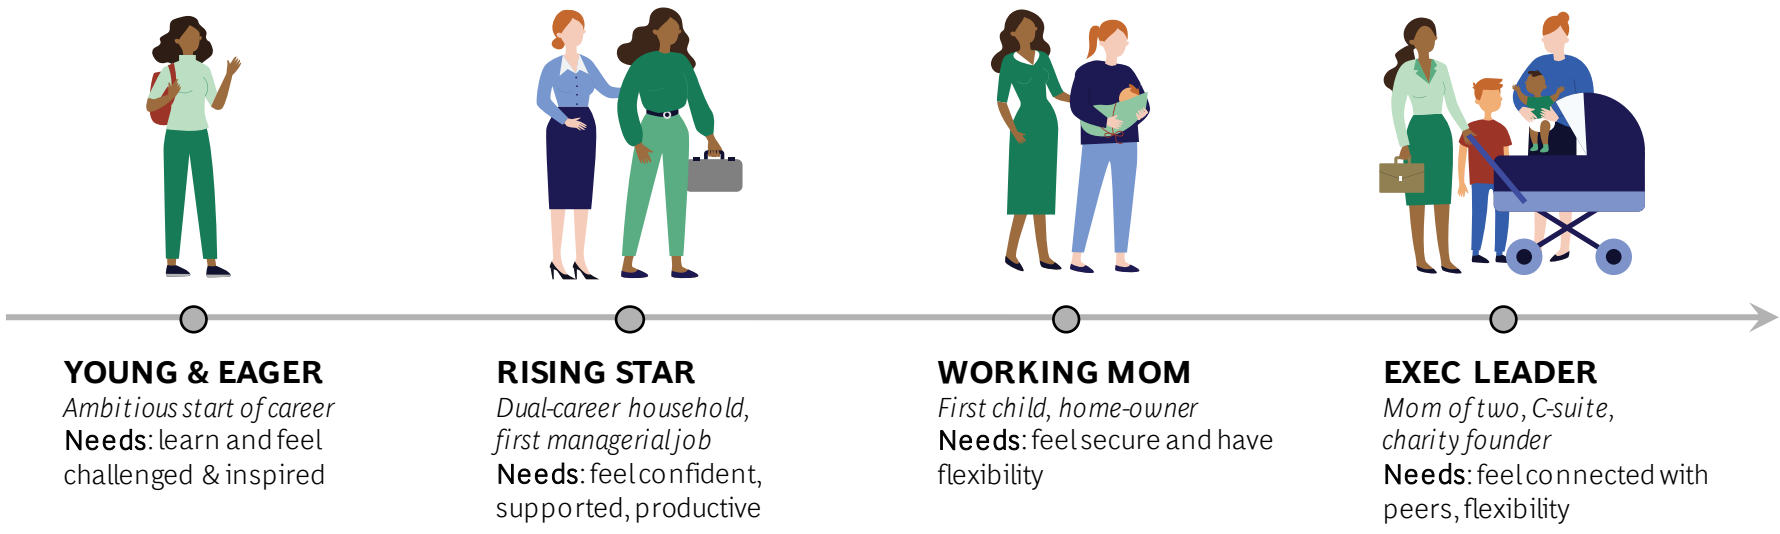 YOUNG & EAGER
Ambitious start of career
Needs: learn and feel
challenged & inspired
RISING STAR
Dual-career household,
first managerial job
Needs: feel confident,
supported, productive
WORKING MOM
First child, home-owner
Needs: feel secure and have
flexibility
EXEC LEADER
Mom of two, C-suite,
charity founder
Needs: feel connected with
peers, flexibility